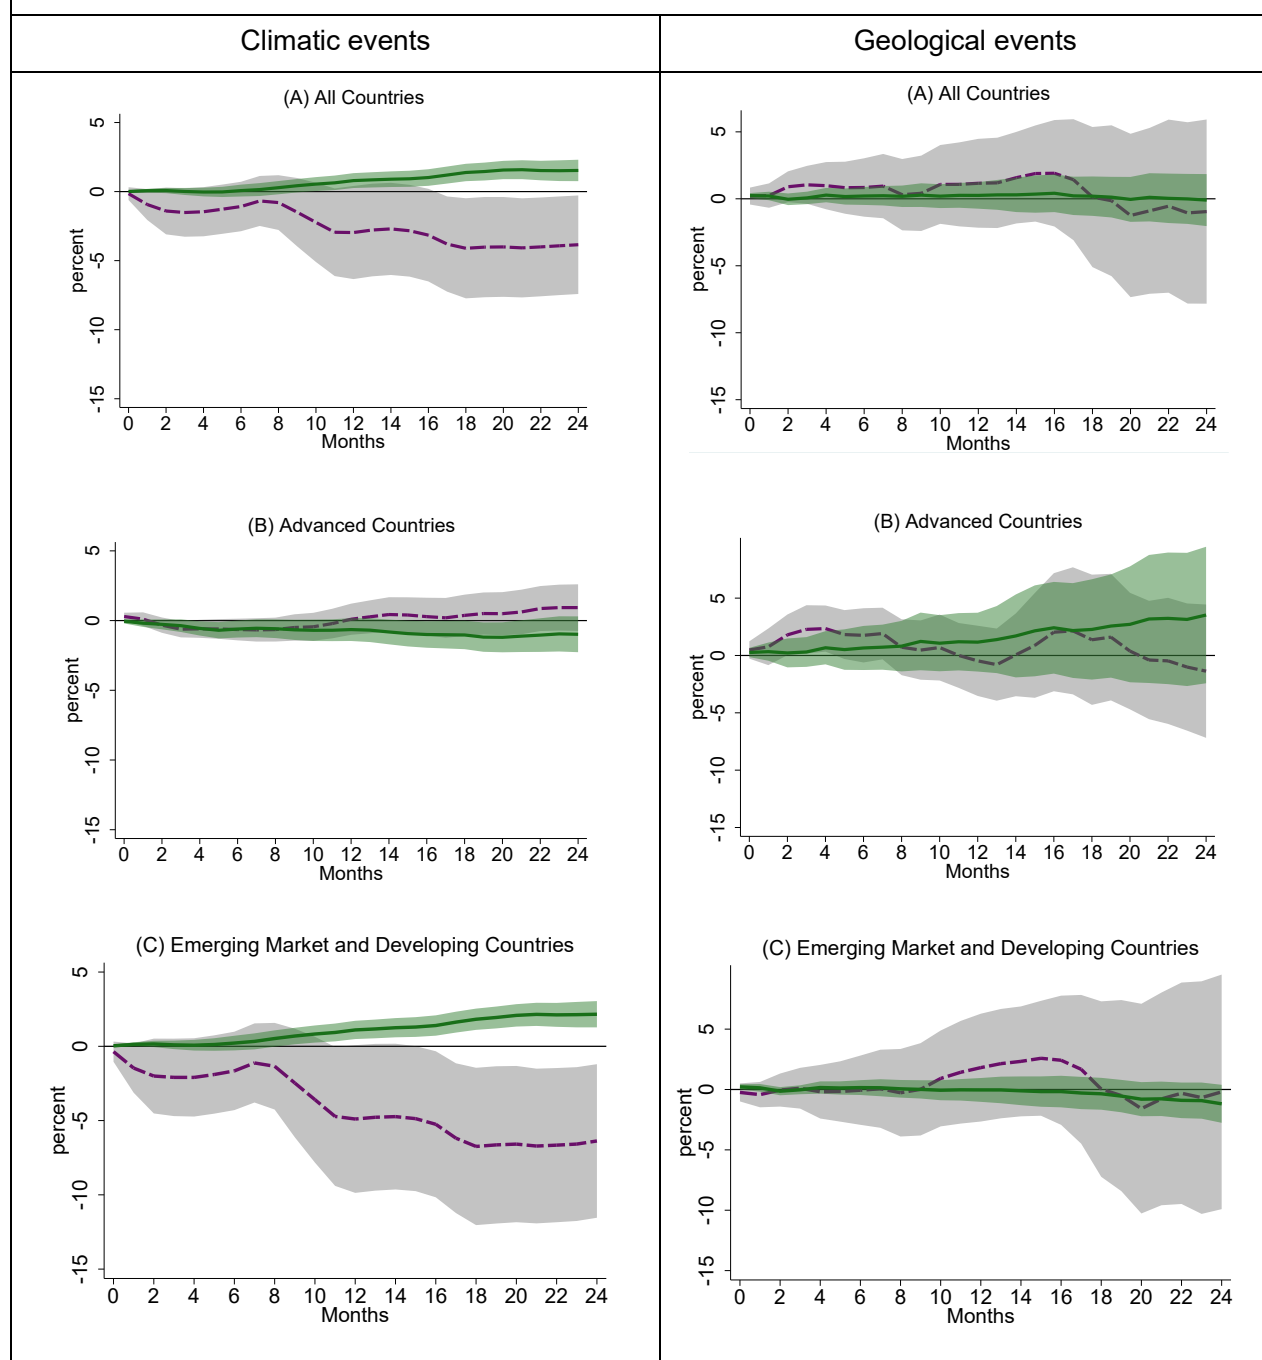 Climatic events
Geological events
(A) All Countries
percent
5
0
-5
-10
-15
0 2 4 6 8 10 12 14 16 18 20 22 24
Months
(A) All Countries
percent
5
0
-5
-10
-15
0 2 4 6 8 10 12 14 16 18 20 22 24
Months
(B) Advanced Countries
percent
5
0
-5
-10
-15
0 2 4 6 8 10 12 14 16 18 20 22 24
Months
(B) Advanced Countries
percent
5
0
-5
-10
-15
0 2 4 6 8 10 12 14 16 18 20 22 24
Months
(C) Emerging Market and Developing Countries
percent
5
0
-5
-10
-15
0 2 4 6 8 10 12 14 16 18 20 22 24
Months
(C) Emerging Market and Developing Countries
percent
5
0
-5
-10
-15
0 2 4 6 8 10 12 14 16 18 20 22 24
Months